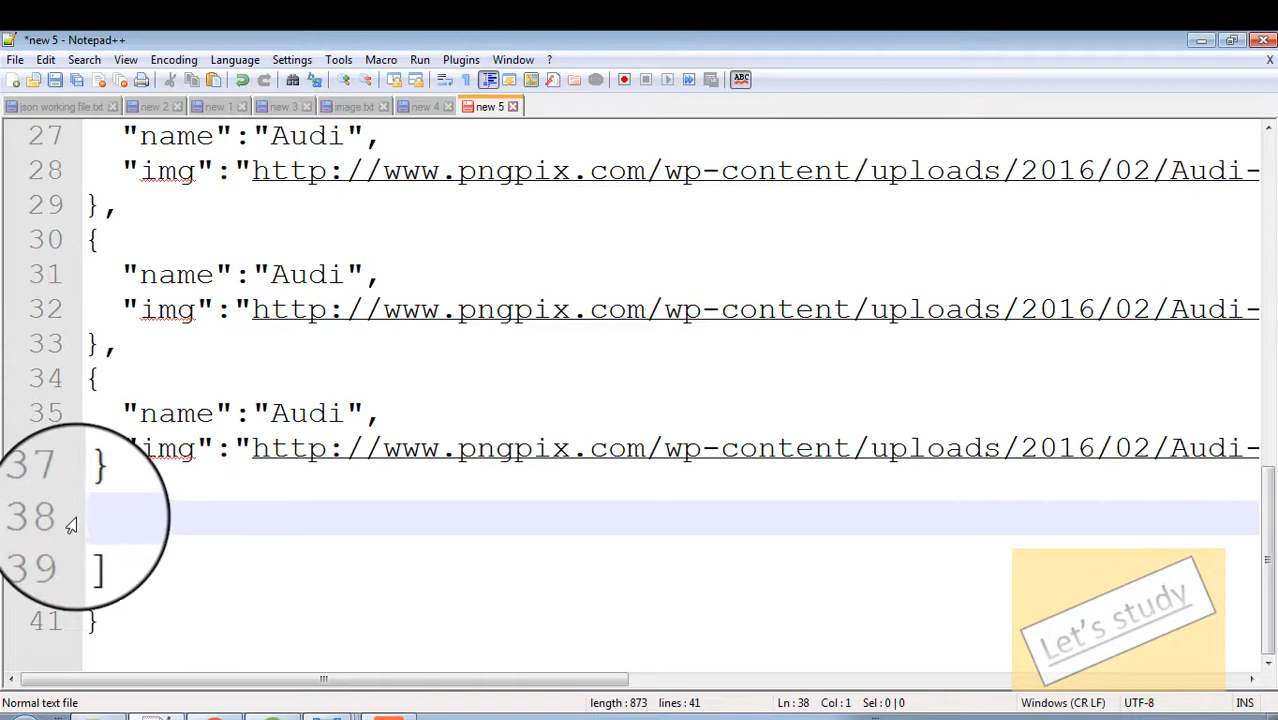 *new 5 - Notepad++
File Edit Search View Encoding Language Settings Tools Macro Run Plugins Window ? X
ABC
json working file.txt new 2 new 1 new 3 image.txt new 4 new 5
27 "name":"Audi",
28 "img":"http://www.pngpix.com/wp-content/uploads/2016/02/Audi-
29 },
30 {
31 "name":"Audi",
32 "img":"http://www.pngpix.com/wp-content/uploads/2016/02/Audi-
33 },
34 {
35 "name":"Audi",
"img":"http://www.pngpix.com/wp-content/uploads/2016/02/Audi-
37 }
38
39 ]
41 }
Let's study
Normal text file length : 873 lines : 41 Ln : 38 Col : 1 Sel : 0 | 0 Windows (CR LF) UTF-8 INS